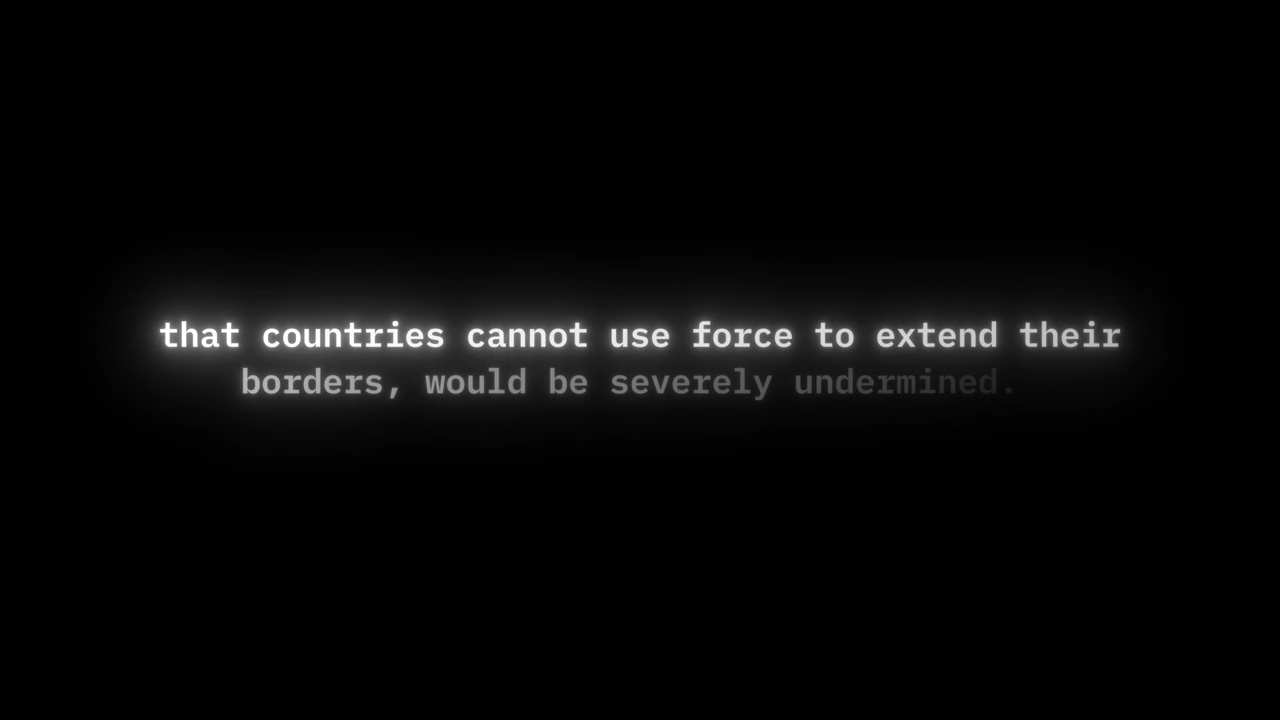 that countries cannot use force to extend their
borders, would be severely undermined.